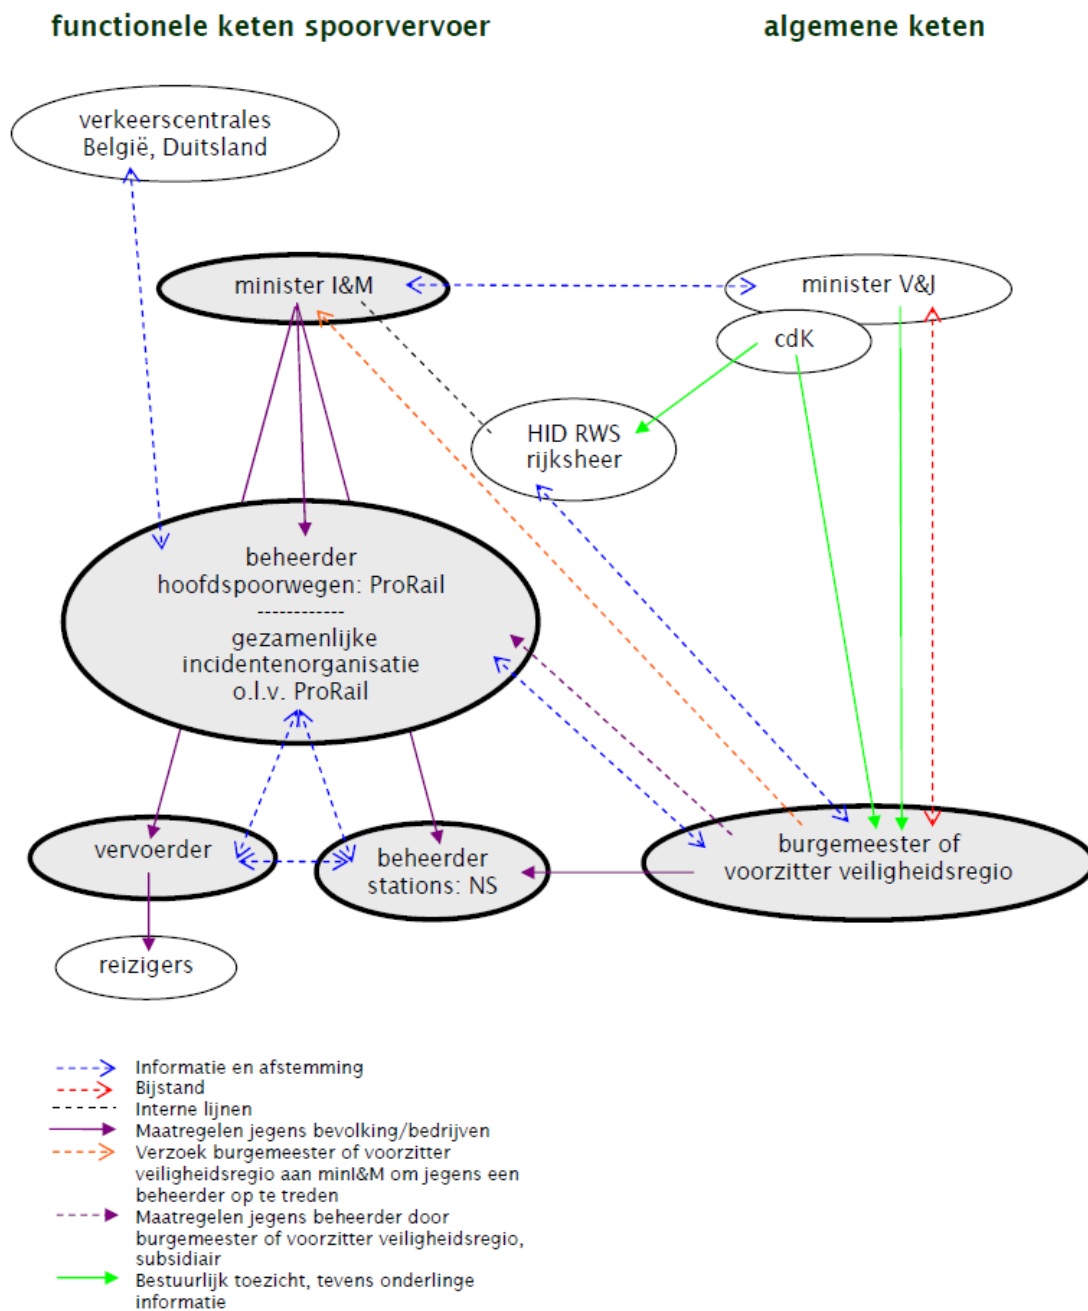 functionele keten spoorvervoer
algemene keten
verkeerscentrales
België, Duitsland
minister I&M
minister V&J
cdK
HID RWS
rijksheer
beheerder
hoofdspoorwegen: ProRail
------------
gezamenlijke
incidentenorganisatie
o.l.v. ProRail
vervoerder
beheerder
stations: NS
burgemeester of
voorzitter veiligheidsregio
reizigers
Informatie en afstemming
Bijstand
Interne lijnen
Maatregelen jegens bevolking/bedrijven
Verzoek burgemeester of voorzitter
veiligheidsregio aan minI&M om jegens een
beheerder op te treden
Maatregelen jegens beheerder door
burgemeester of voorzitter veiligheidsregio,
subsidiair
Bestuurlijk toezicht, tevens onderlinge
informatie